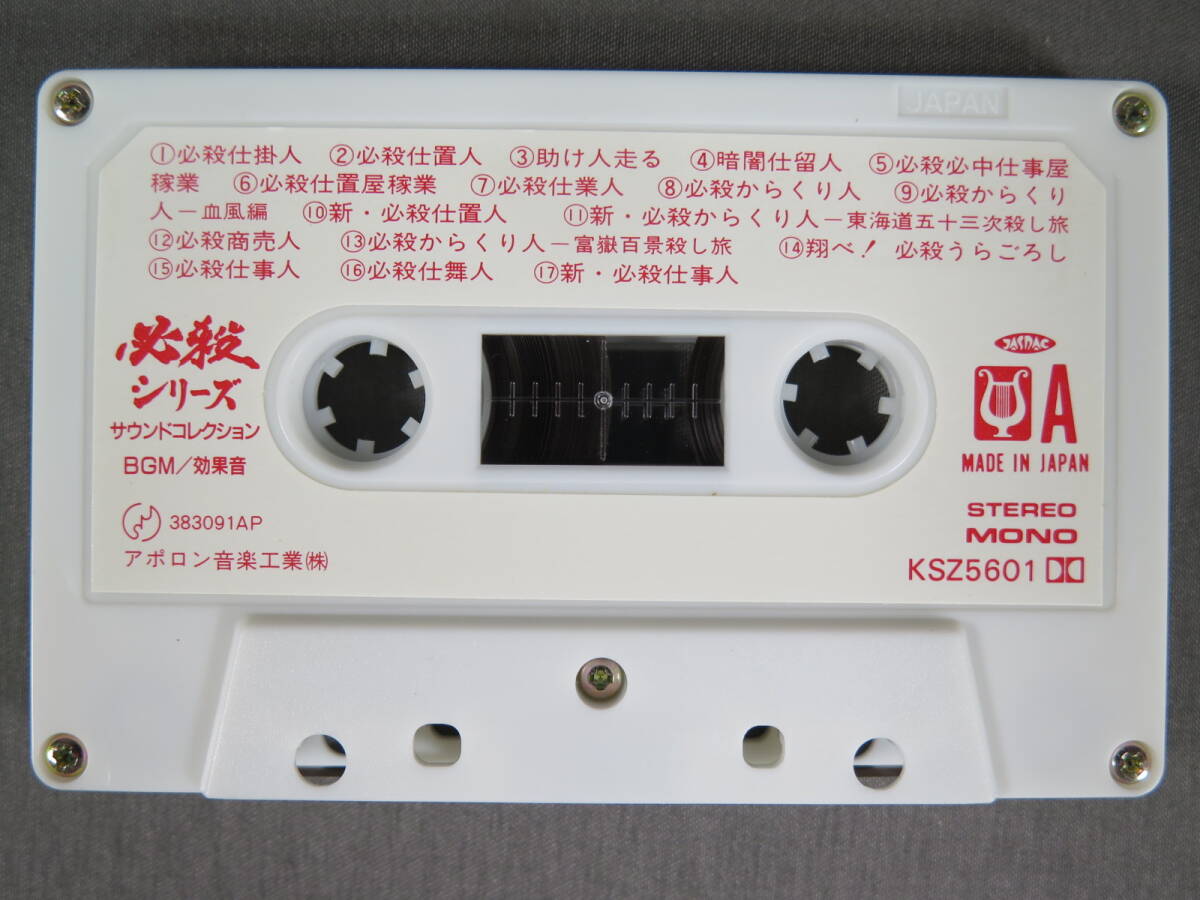 JAPAN
①必殺仕掛人 ②必殺仕置人 ③助け人走る ④暗闇仕留人 ⑤必殺必中仕事屋
稼業 ⑥必殺仕置屋稼業 ⑦必殺仕業人 ⑧必殺からくり人 ⑨必殺からくり
人－血風編 ⑩新・必殺仕置人 ⑪新・必殺からくり人－東海道五十三次殺し旅
⑫必殺商売人 ⑬必殺からくり人－富嶽百景殺し旅 ⑭翔べ！ 必殺うらごろし
⑮必殺仕事人 ⑯必殺仕舞人 ⑰新・必殺仕事人
必殺
シリーズ
サウンドコレクション
BGM／効果音
383091AP
アポロン音楽工業㈱
JASRAC
A
MADE IN JAPAN
STEREO
MONO
KSZ5601